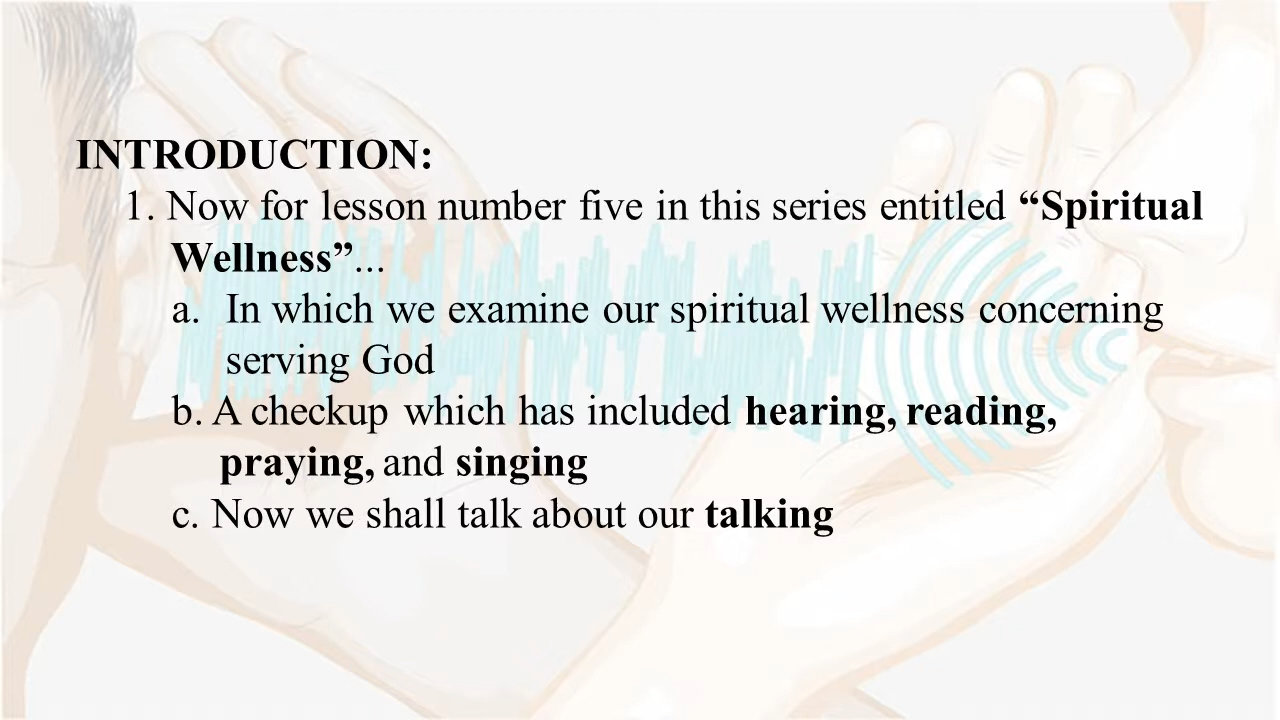 INTRODUCTION:
1. Now for lesson number five in this series entitled “Spiritual
Wellness”...
a. In which we examine our spiritual wellness concerning
serving God
b. A checkup which has included hearing, reading,
praying, and singing
c. Now we shall talk about our talking